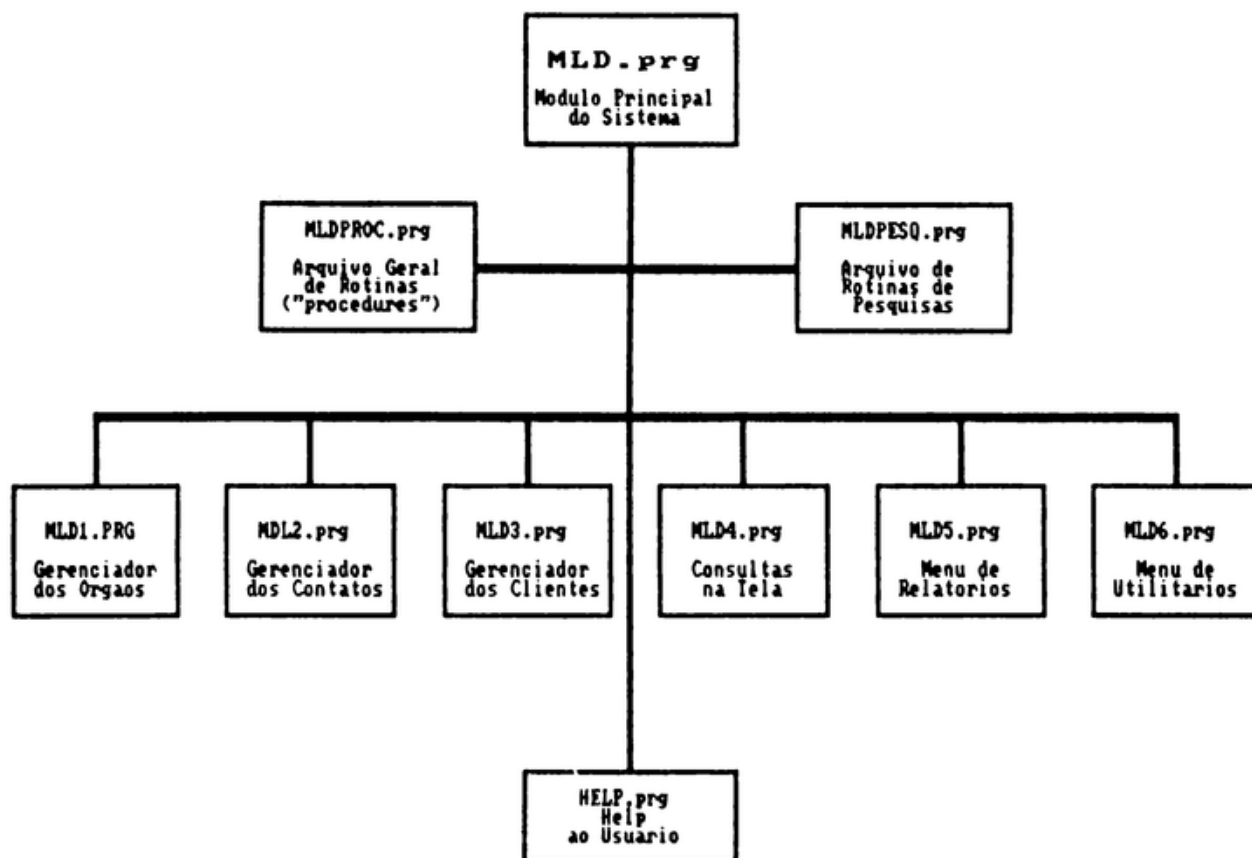 MLD.prg
Modulo Principal
do Sistema
MLDPROC.prg
Arquivo Geral
de Rotinas
("procedures")
MLDPESQ.prg
Arquivo de
Rotinas de
Pesquisas
MLD1.PRG
Gerenciador
dos Orgaos
MDL2.prg
Gerenciador
dos Contatos
MLD3.prg
Gerenciador
dos Clientes
MLD4.prg
Consultas
na Tela
MLD5.prg
Menu de
Relatorios
MLD6.prg
Menu de
Utilitarios
HELP.prg
Help
ao Usuario